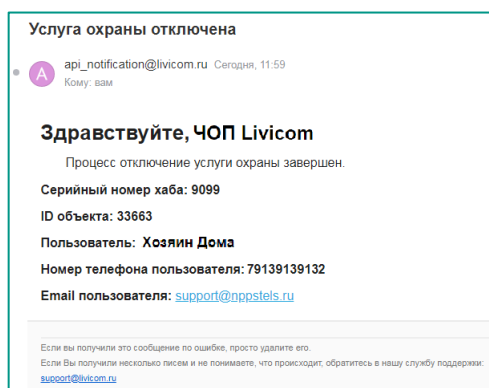 Услуга охраны отключена
A
api_notification@livicom.ru Сегодня, 11:59
Кому: вам
Здравствуйте, ЧОП Livicom
Процесс отключение услуги охраны завершен.
Серийный номер хаба: 9099
ID объекта: 33663
Пользователь: Хозяин Дома
Номер телефона пользователя: 79139139132
Email пользователя: support@nppstels.ru
Если вы получили это сообщение по ошибке, просто удалите его.
Если Вы получили несколько писем и не понимаете, что происходит, обратитесь в нашу службу поддержки:
support@livicom.ru